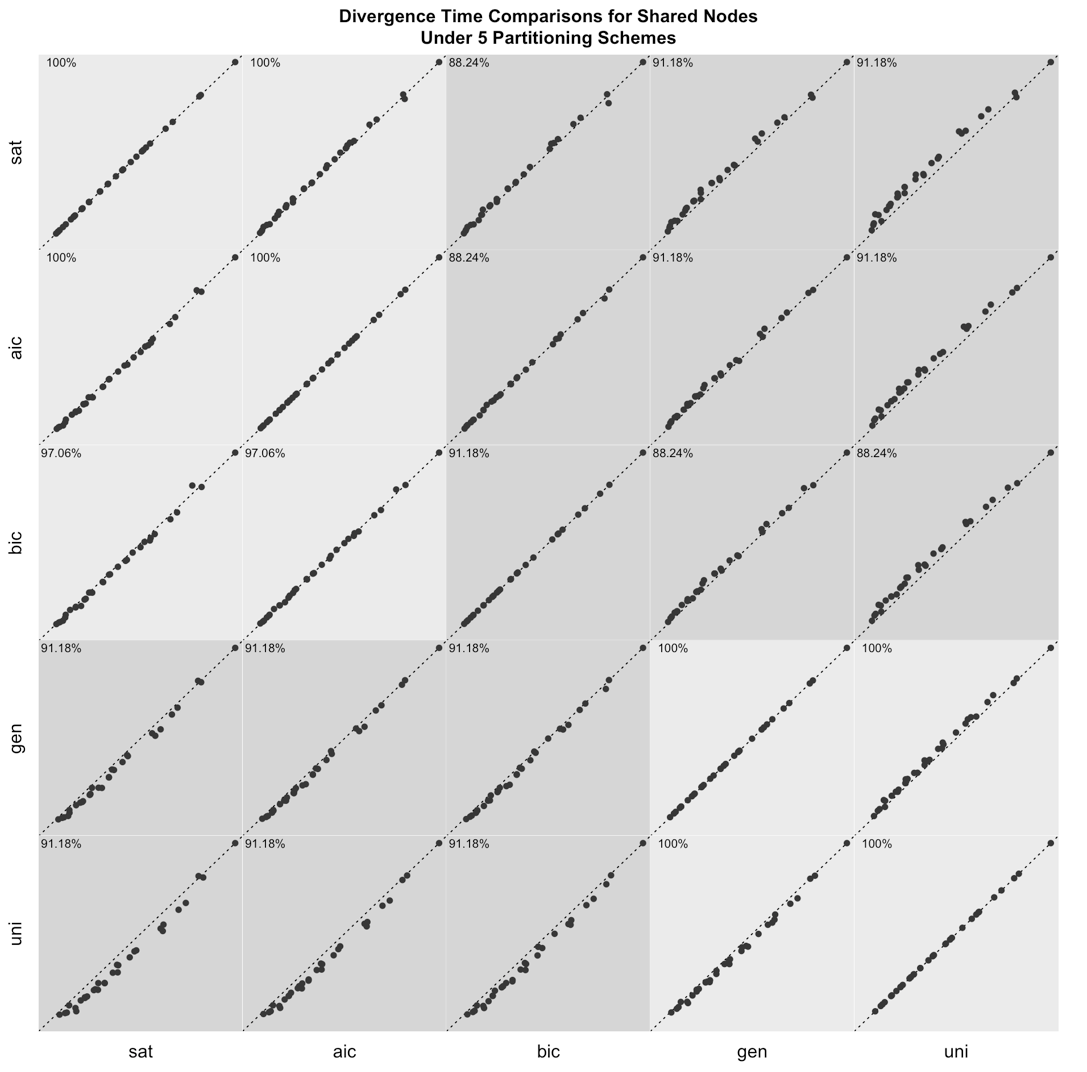 Divergence Time Comparisons for Shared Nodes
Under 5 Partitioning Schemes
sat
100%
100%
88.24%
91.18%
91.18%
aic
100%
100%
88.24%
91.18%
91.18%
bic
97.06%
97.06%
91.18%
88.24%
88.24%
gen
91.18%
91.18%
91.18%
100%
100%
uni
91.18%
91.18%
91.18%
100%
100%
sat
aic
bic
gen
uni